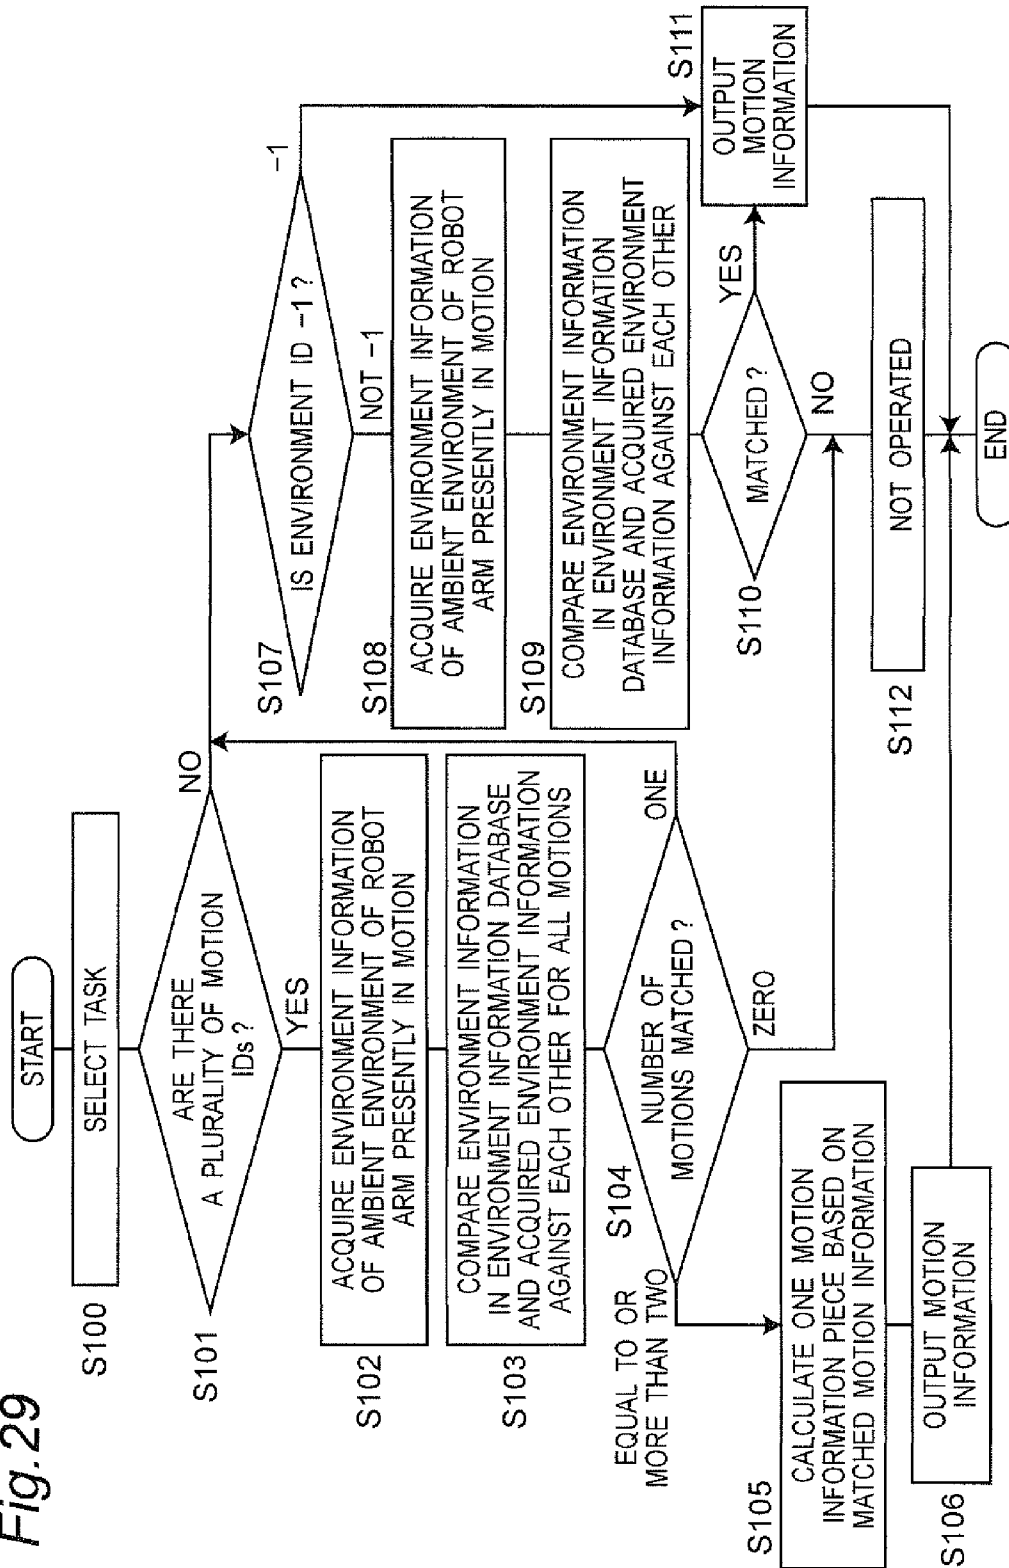 Fig.29
START
S100
SELECT TASK
S101
ARE THERE
A PLURALITY OF MOTION
IDs?
NO
YES
S102
ACQUIRE ENVIRONMENT INFORMATION
OF AMBIENT ENVIRONMENT OF ROBOT
ARM PRESENTLY IN MOTION
S103
COMPARE ENVIRONMENT INFORMATION
IN ENVIRONMENT INFORMATION DATABASE
AND ACQUIRED ENVIRONMENT INFORMATION
AGAINST EACH OTHER FOR ALL MOTIONS
S104
NUMBER OF
MOTIONS MATCHED?
ONE
ZERO
EQUAL TO OR
MORE THAN TWO
S105
CALCULATE ONE MOTION
INFORMATION PIECE BASED ON
MATCHED MOTION INFORMATION
S106
OUTPUT MOTION
INFORMATION
S107
IS ENVIRONMENT ID -1 ?
-1
NOT -1
S108
ACQUIRE ENVIRONMENT INFORMATION
OF AMBIENT ENVIRONMENT OF ROBOT
ARM PRESENTLY IN MOTION
S109
COMPARE ENVIRONMENT INFORMATION
IN ENVIRONMENT INFORMATION
DATABASE AND ACQUIRED ENVIRONMENT
INFORMATION AGAINST EACH OTHER
S110
MATCHED ?
YES
NO
S111
OUTPUT
MOTION
INFORMATION
S112
NOT OPERATED
END